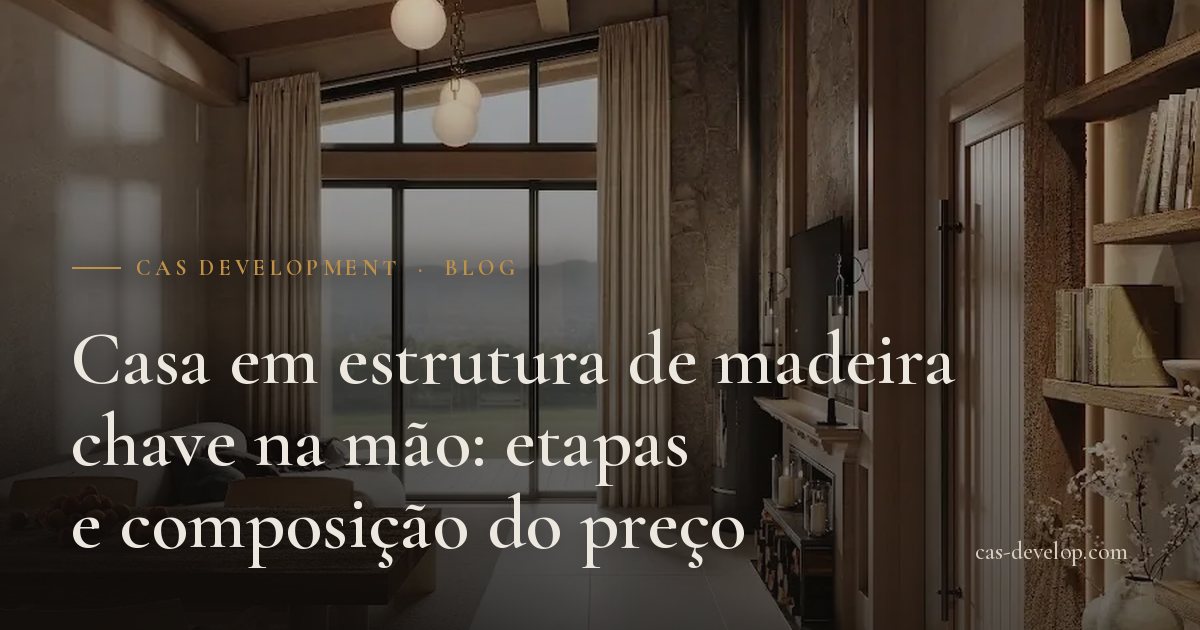 CAS DEVELOPMENT · BLOG
Casa em estrutura de madeira
chave na mão: etapas
e composição do preço
cas-develop.com